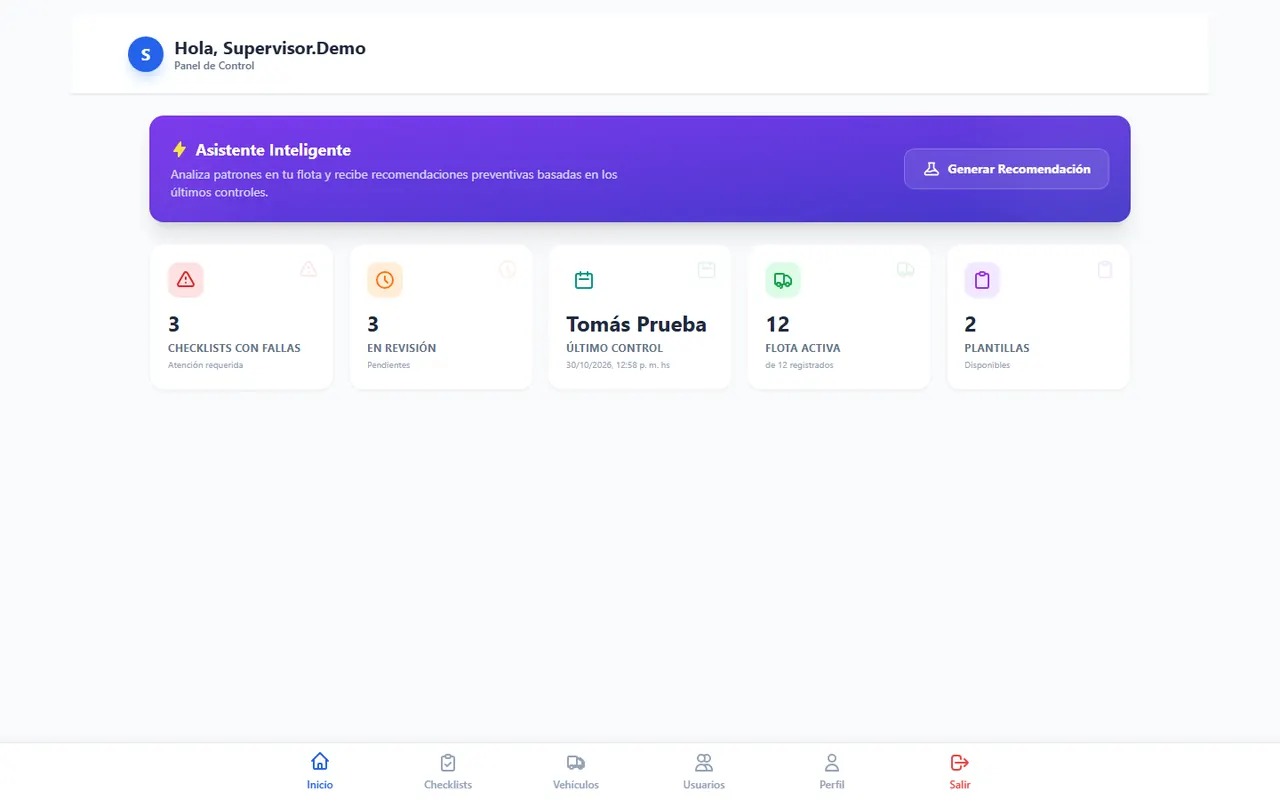 S
Hola, Supervisor.Demo
Panel de Control
Asistente Inteligente
Analiza patrones en tu flota y recibe recomendaciones preventivas basadas en los
últimos controles.
Generar Recomendación
3
CHECKLISTS CON FALLAS
Atención requerida
3
EN REVISIÓN
Pendientes
Tomás Prueba
ÚLTIMO CONTROL
30/10/2026, 12:58 p. m. hs
12
FLOTA ACTIVA
de 12 registrados
2
PLANTILLAS
Disponibles
Inicio
Checklists
Vehículos
Usuarios
Perfil
Salir